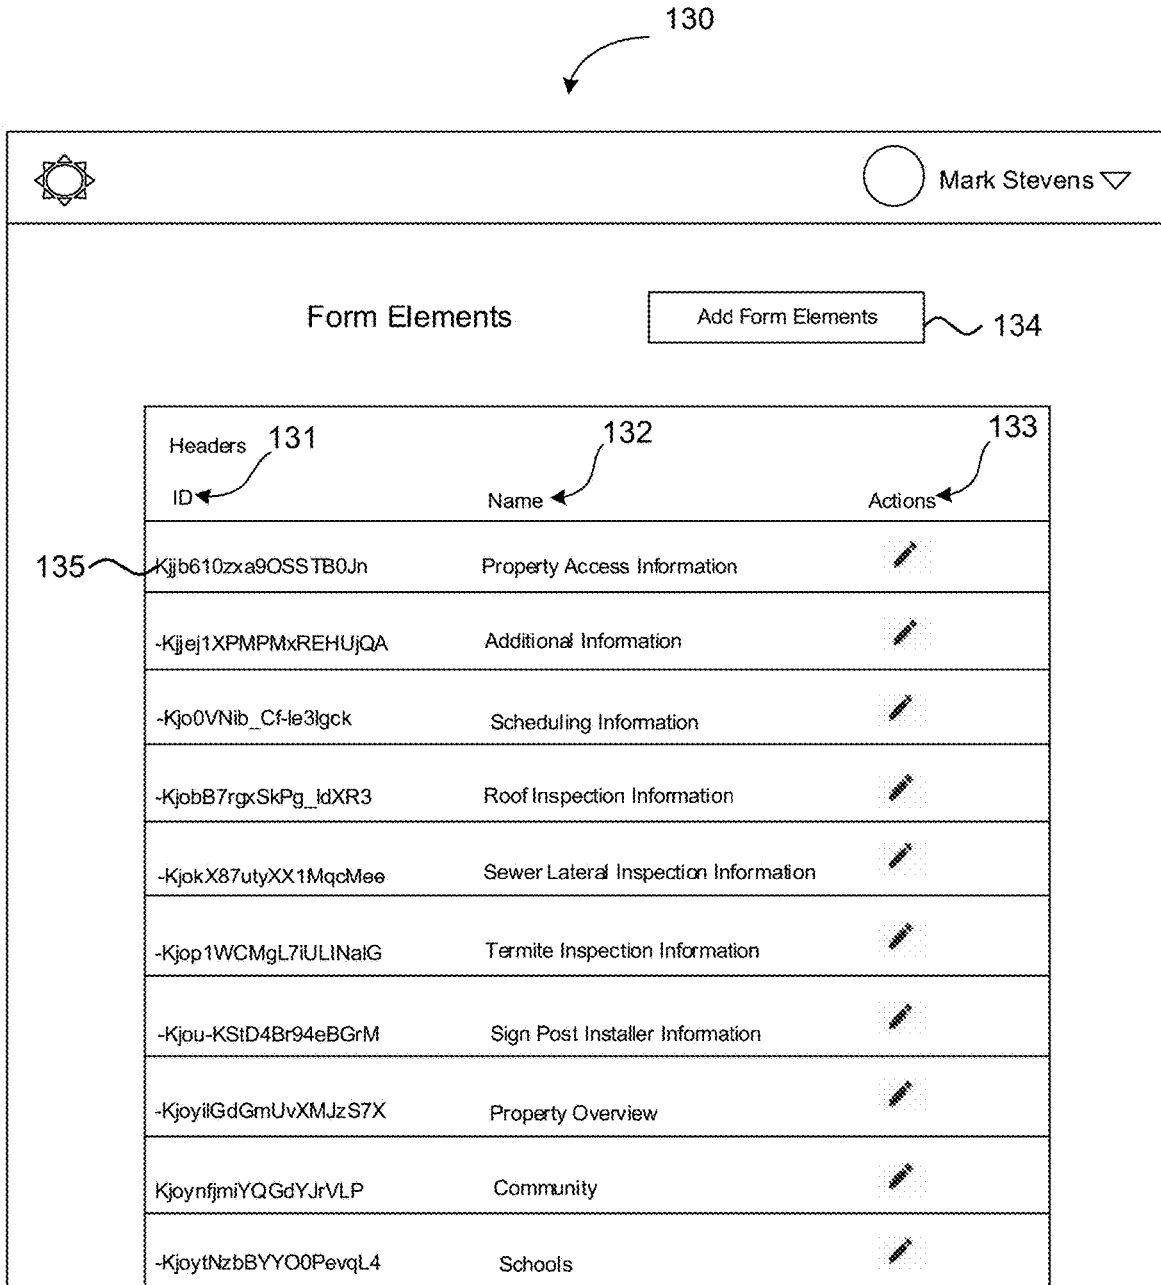 130
Mark Stevens
Form Elements
Add Form Elements
134
Headers
131
132
133
ID
Name
Actions
135
Kjjb610zxa9OSSTB0Jn
Property Access Information
-Kjjej1XPMPMxREHUjQA
Additional Information
-Kjo0VNib_Cf-le3lgck
Scheduling Information
-KjobB7rgxSkPg_ldXR3
Roof Inspection Information
-KjokX87utyXX1MqcMee
Sewer Lateral Inspection Information
-Kjop1WCMgL7iULINalG
Termite Inspection Information
-Kjou-KStD4Br94eBGrM
Sign Post Installer Information
-KjoyilGdGmUvXMJzS7X
Property Overview
KjoynfjmiYQGdYJrVLP
Community
-KjoytNzbBYYO0PevqL4
Schools